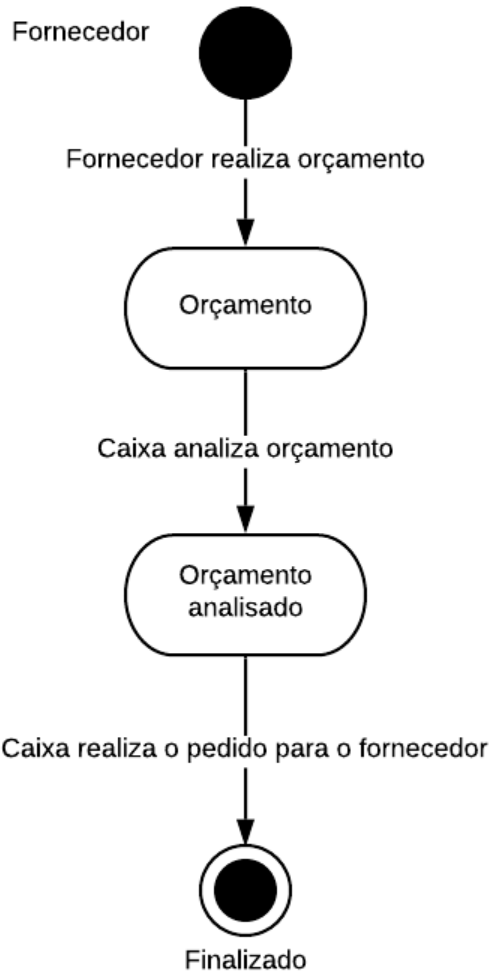 Fornecedor
Fornecedor realiza orçamento
Orçamento
Caixa analiza orçamento
Orçamento
analisado
Caixa realiza o pedido para o fornecedor
Finalizado